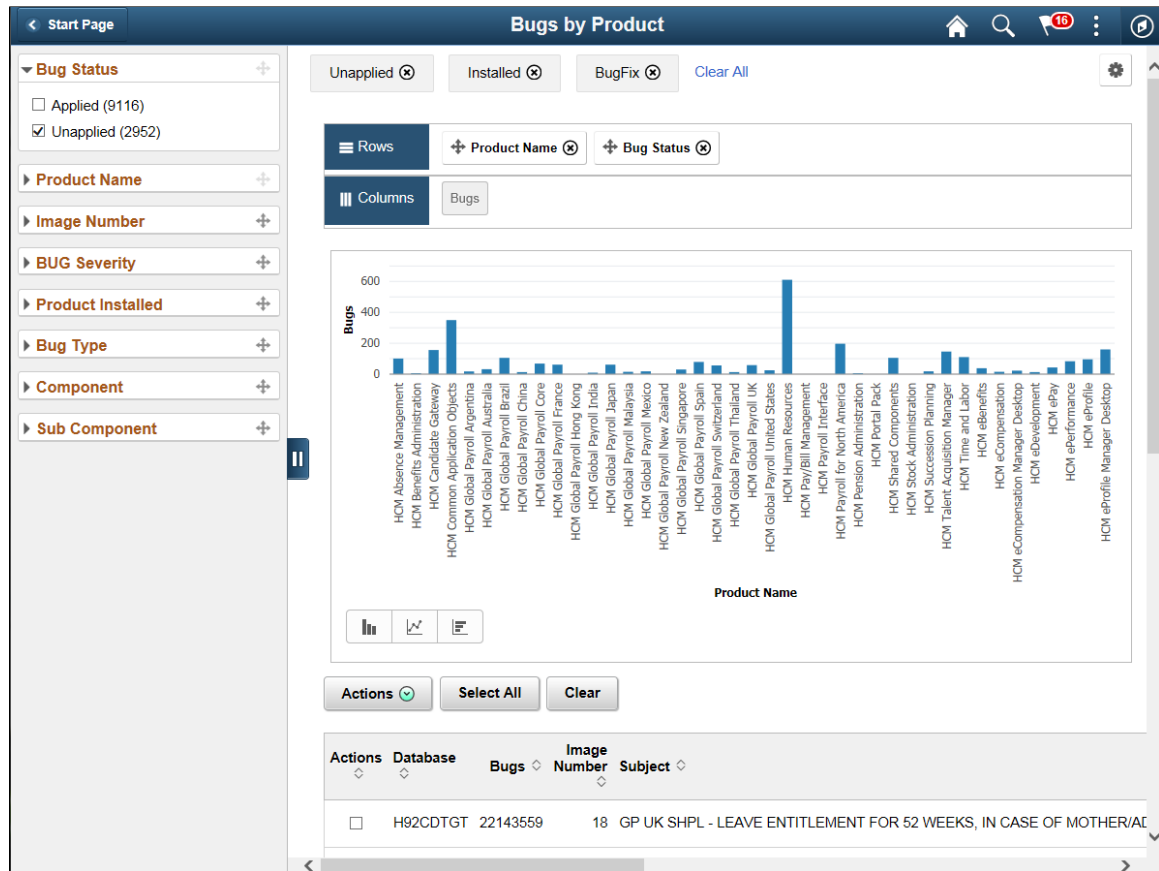 Start Page
Bugs by Product
16
Bug Status
Applied (9116)
Unapplied (2952)
Product Name
Image Number
BUG Severity
Product Installed
Bug Type
Component
Sub Component
Unapplied
Installed
BugFix
Clear All
Rows
Product Name
Bug Status
Columns
Bugs
600
400
200
0
Bugs
HCM Absence Management
HCM Benefits Administration
HCM Candidate Gateway
HCM Common Application Objects
HCM Global Payroll Argentina
HCM Global Payroll Australia
HCM Global Payroll Brazil
HCM Global Payroll China
HCM Global Payroll Core
HCM Global Payroll France
HCM Global Payroll Hong Kong
HCM Global Payroll India
HCM Global Payroll Japan
HCM Global Payroll Malaysia
HCM Global Payroll Mexico
HCM Global Payroll New Zealand
HCM Global Payroll Singapore
HCM Global Payroll Spain
HCM Global Payroll Switzerland
HCM Global Payroll Thailand
HCM Global Payroll UK
HCM Global Payroll United States
HCM Human Resources
HCM Pay/Bill Management
HCM Payroll Interface
HCM Payroll for North America
HCM Pension Administration
HCM Portal Pack
HCM Shared Components
HCM Stock Administration
HCM Succession Planning
HCM Talent Acquisition Manager
HCM Time and Labor
HCM eBenefits
HCM eCompensation
HCM eCompensation Manager Desktop
HCM eDevelopment
HCM ePay
HCM ePerformance
HCM eProfile
HCM eProfile Manager Desktop
Product Name
Actions
Select All
Clear
Actions Database Bugs Image Number Subject
H92CDTGT 22143559 18 GP UK SHPL - LEAVE ENTITLEMENT FOR 52 WEEKS, IN CASE OF MOTHER/AD